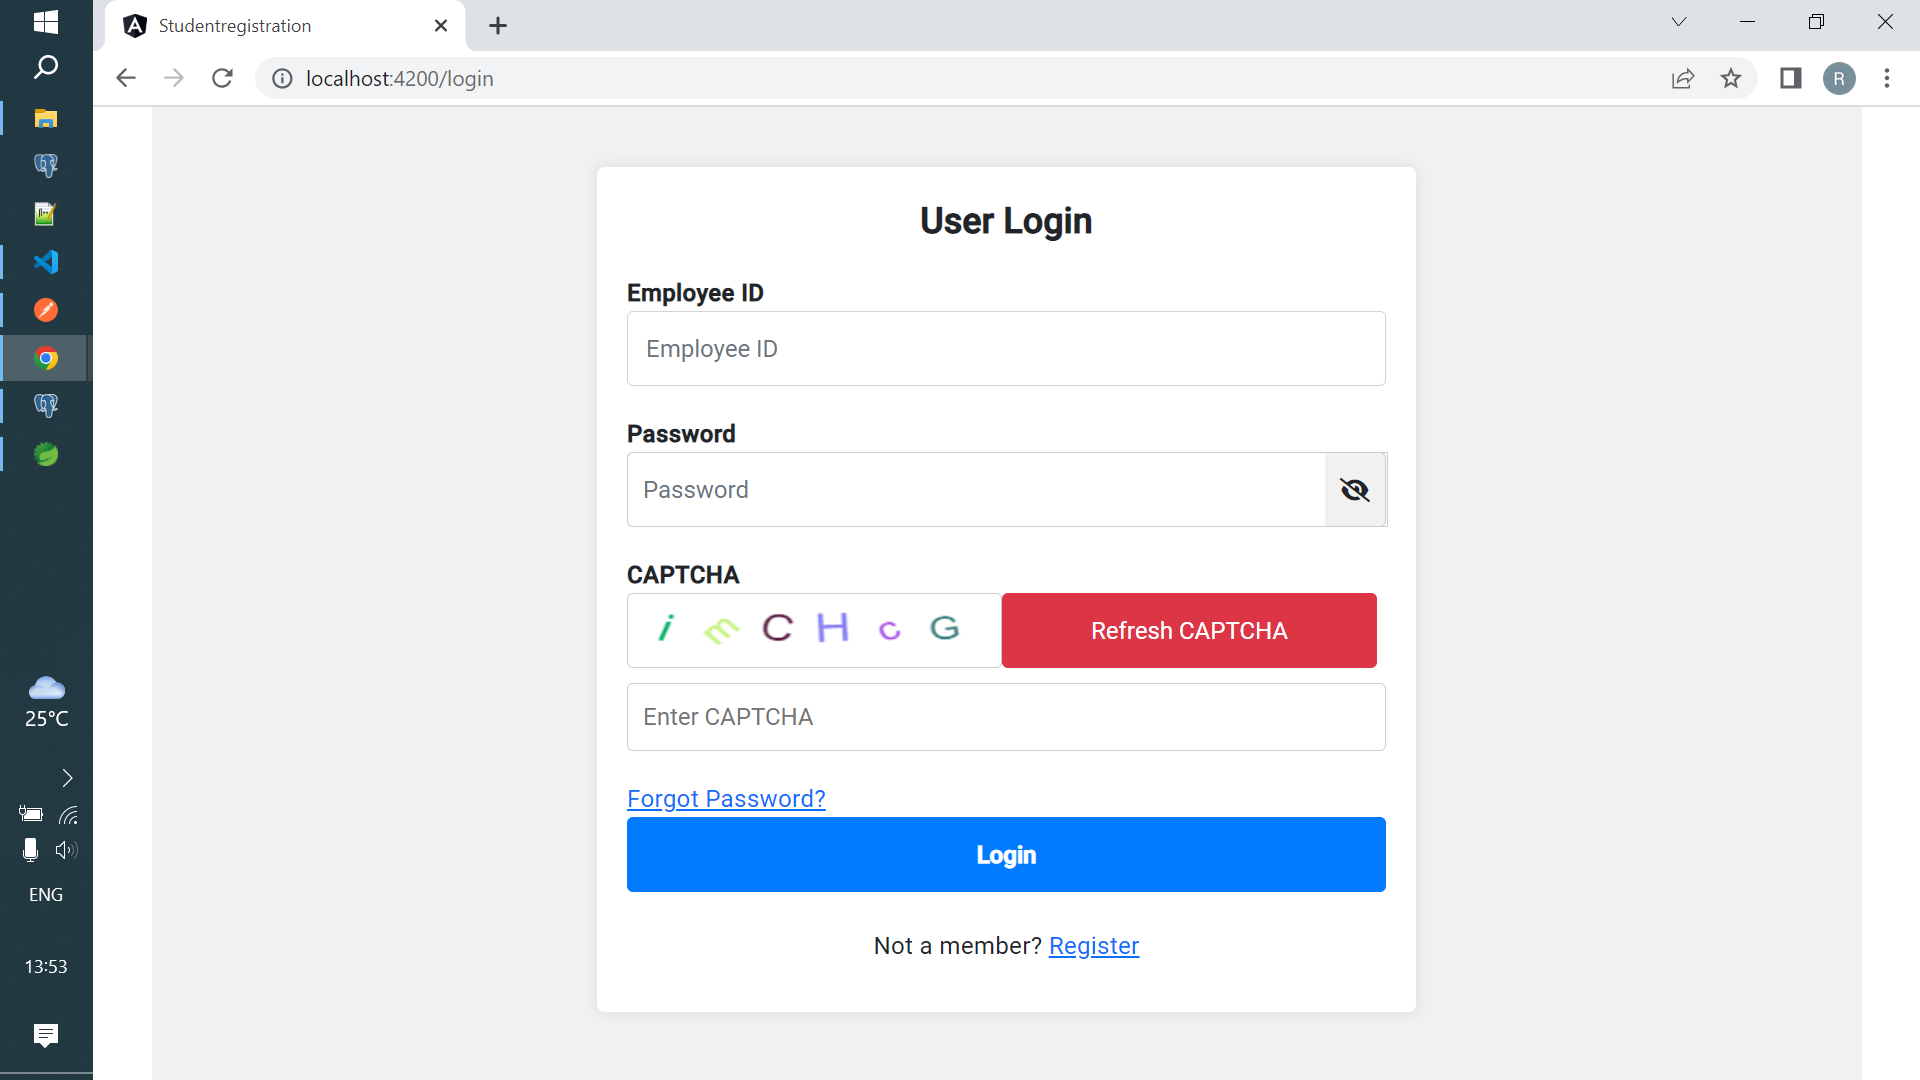 Studentregistration
localhost:4200/login
R
User Login
Employee ID
Employee ID
Password
Password
CAPTCHA
i m C H c G
Refresh CAPTCHA
Enter CAPTCHA
Forgot Password?
Login
Not a member? Register
25°C
ENG
13:53